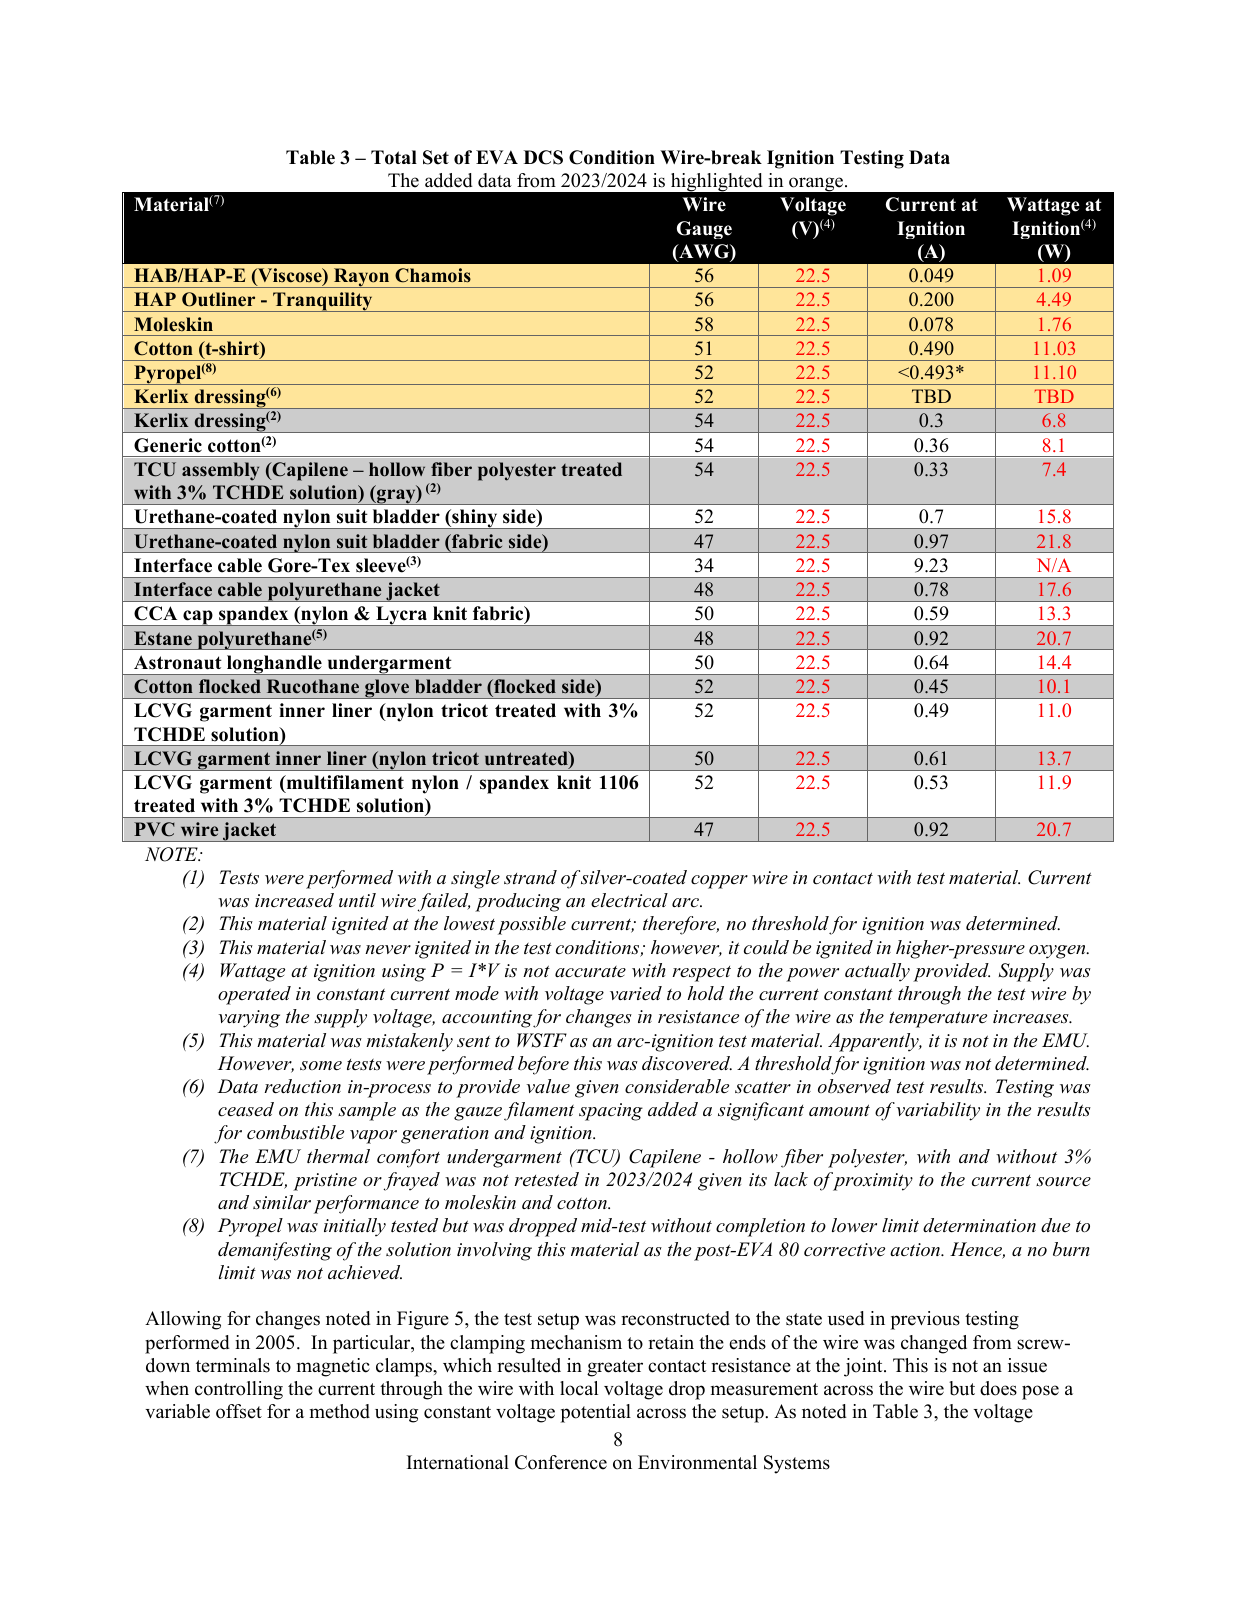 Table 3 – Total Set of EVA DCS Condition Wire-break Ignition Testing Data
The added data from 2023/2024 is highlighted in orange.
Material(7) Wire Gauge (AWG) Voltage (V)(4) Current at Ignition (A) Wattage at Ignition(4) (W)
HAB/HAP-E (Viscose) Rayon Chamois 56 22.5 0.049 1.09
HAP Outliner - Tranquility 56 22.5 0.200 4.49
Moleskin 58 22.5 0.078 1.76
Cotton (t-shirt) 51 22.5 0.490 11.03
Pyropel(8) 52 22.5 <0.493* 11.10
Kerlix dressing(6) 52 22.5 TBD TBD
Kerlix dressing(2) 54 22.5 0.3 6.8
Generic cotton(2) 54 22.5 0.36 8.1
TCU assembly (Capilene – hollow fiber polyester treated 54 22.5 0.33 7.4
with 3% TCHDE solution) (gray) (2)
Urethane-coated nylon suit bladder (shiny side) 52 22.5 0.7 15.8
Urethane-coated nylon suit bladder (fabric side) 47 22.5 0.97 21.8
Interface cable Gore-Tex sleeve(3) 34 22.5 9.23 N/A
Interface cable polyurethane jacket 48 22.5 0.78 17.6
CCA cap spandex (nylon & Lycra knit fabric) 50 22.5 0.59 13.3
Estane polyurethane(5) 48 22.5 0.92 20.7
Astronaut longhandle undergarment 50 22.5 0.64 14.4
Cotton flocked Rucothane glove bladder (flocked side) 52 22.5 0.45 10.1
LCVG garment inner liner (nylon tricot treated with 3% 52 22.5 0.49 11.0
TCHDE solution)
LCVG garment inner liner (nylon tricot untreated) 50 22.5 0.61 13.7
LCVG garment (multifilament nylon / spandex knit 1106 52 22.5 0.53 11.9
treated with 3% TCHDE solution)
PVC wire jacket 47 22.5 0.92 20.7
NOTE:
(1) Tests were performed with a single strand of silver-coated copper wire in contact with test material. Current
was increased until wire failed, producing an electrical arc.
(2) This material ignited at the lowest possible current; therefore, no threshold for ignition was determined.
(3) This material was never ignited in the test conditions; however, it could be ignited in higher-pressure oxygen.
(4) Wattage at ignition using P = I*V is not accurate with respect to the power actually provided. Supply was
operated in constant current mode with voltage varied to hold the current constant through the test wire by
varying the supply voltage, accounting for changes in resistance of the wire as the temperature increases.
(5) This material was mistakenly sent to WSTF as an arc-ignition test material. Apparently, it is not in the EMU.
However, some tests were performed before this was discovered. A threshold for ignition was not determined.
(6) Data reduction in-process to provide value given considerable scatter in observed test results. Testing was
ceased on this sample as the gauze filament spacing added a significant amount of variability in the results
for combustible vapor generation and ignition.
(7) The EMU thermal comfort undergarment (TCU) Capilene - hollow fiber polyester, with and without 3%
TCHDE, pristine or frayed was not retested in 2023/2024 given its lack of proximity to the current source
and similar performance to moleskin and cotton.
(8) Pyropel was initially tested but was dropped mid-test without completion to lower limit determination due to
demanifesting of the solution involving this material as the post-EVA 80 corrective action. Hence, a no burn
limit was not achieved.
Allowing for changes noted in Figure 5, the test setup was reconstructed to the state used in previous testing
performed in 2005.  In particular, the clamping mechanism to retain the ends of the wire was changed from screw-
down terminals to magnetic clamps, which resulted in greater contact resistance at the joint. This is not an issue
when controlling the current through the wire with local voltage drop measurement across the wire but does pose a
variable offset for a method using constant voltage potential across the setup. As noted in Table 3, the voltage
8
International Conference on Environmental Systems